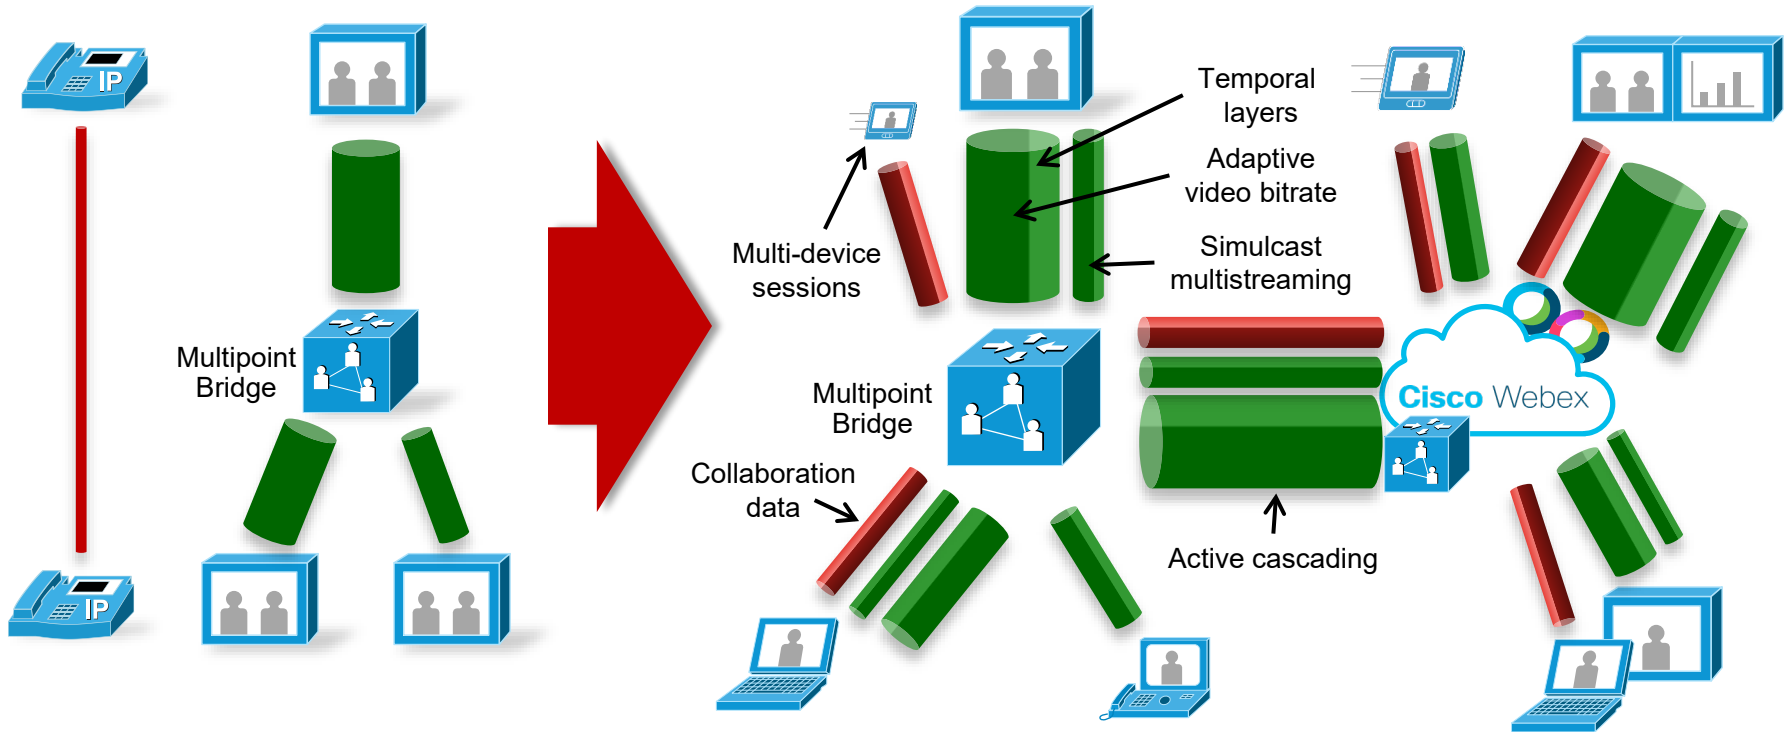 IP
IP
Multipoint
Bridge
Multi-device
sessions
Temporal
layers
Adaptive
video bitrate
Simulcast
multistreaming
Multipoint
Bridge
Cisco Webex
Collaboration
data
Active cascading